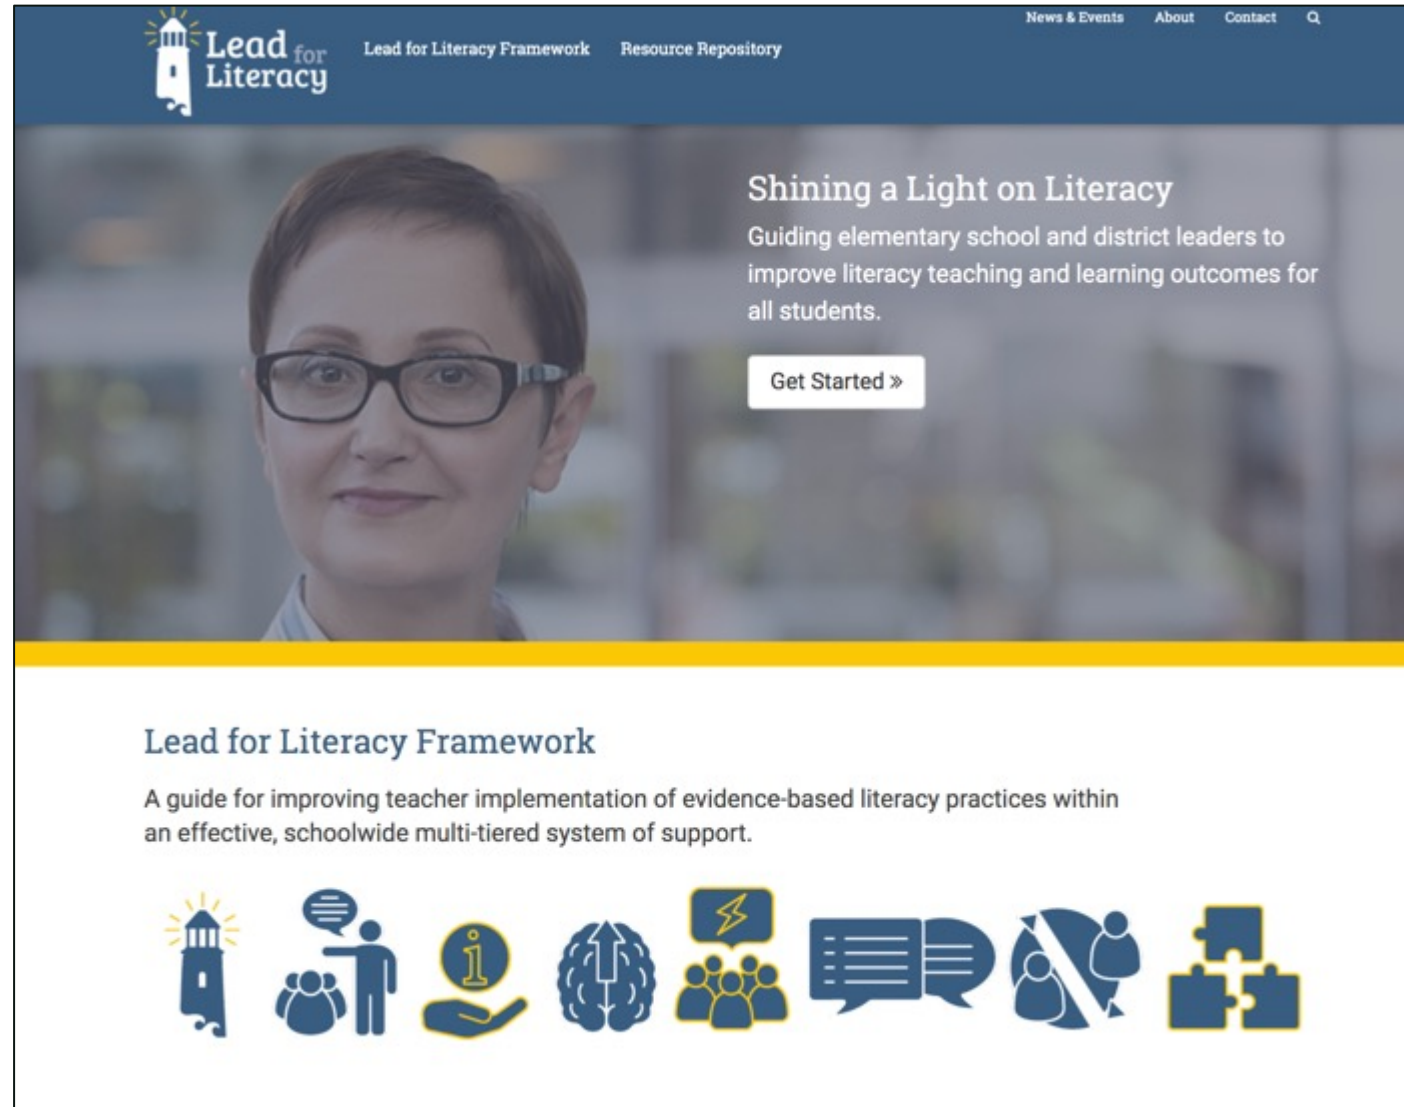 News & Events About Contact
Lead for
Literacy
Lead for Literacy Framework Resource Repository
Shining a Light on Literacy
Guiding elementary school and district leaders to
improve literacy teaching and learning outcomes for
all students.
Get Started »
Lead for Literacy Framework
A guide for improving teacher implementation of evidence-based literacy practices within
an effective, schoolwide multi-tiered system of support.
i